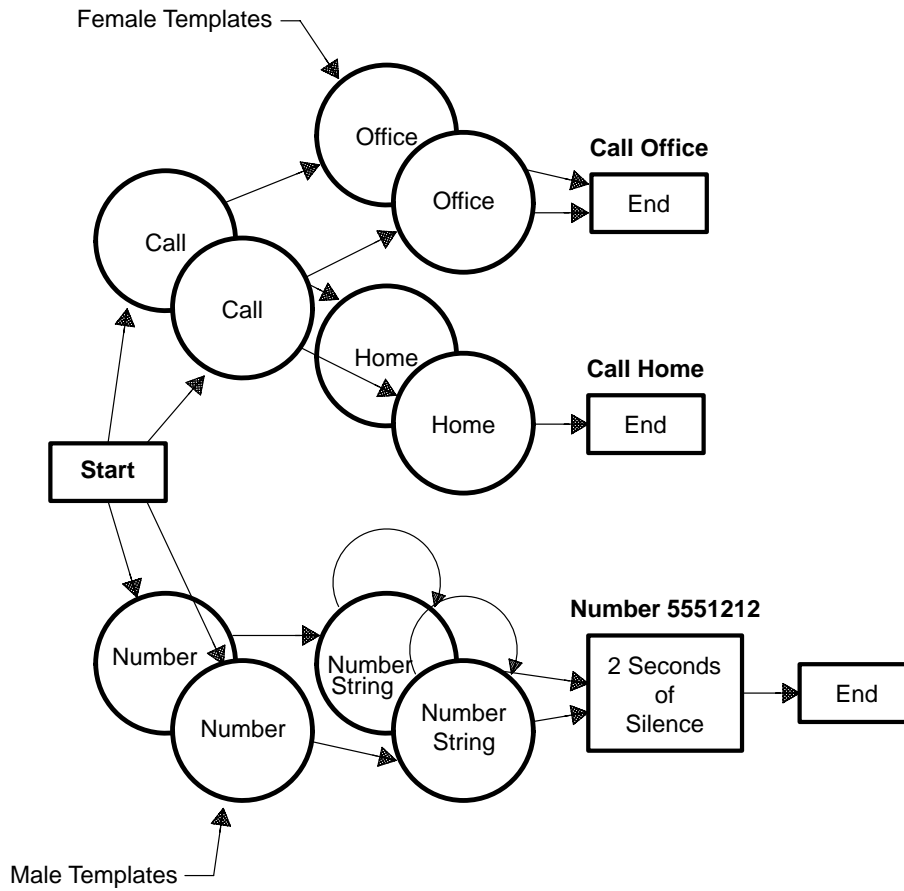 Female Templates
Office
Call Office
Office
End
Call
Call
Home
Call Home
Home
End
Start
Number 5551212
Number
Number
String
2 Seconds
of
Silence
End
Number
Number
String
Male Templates